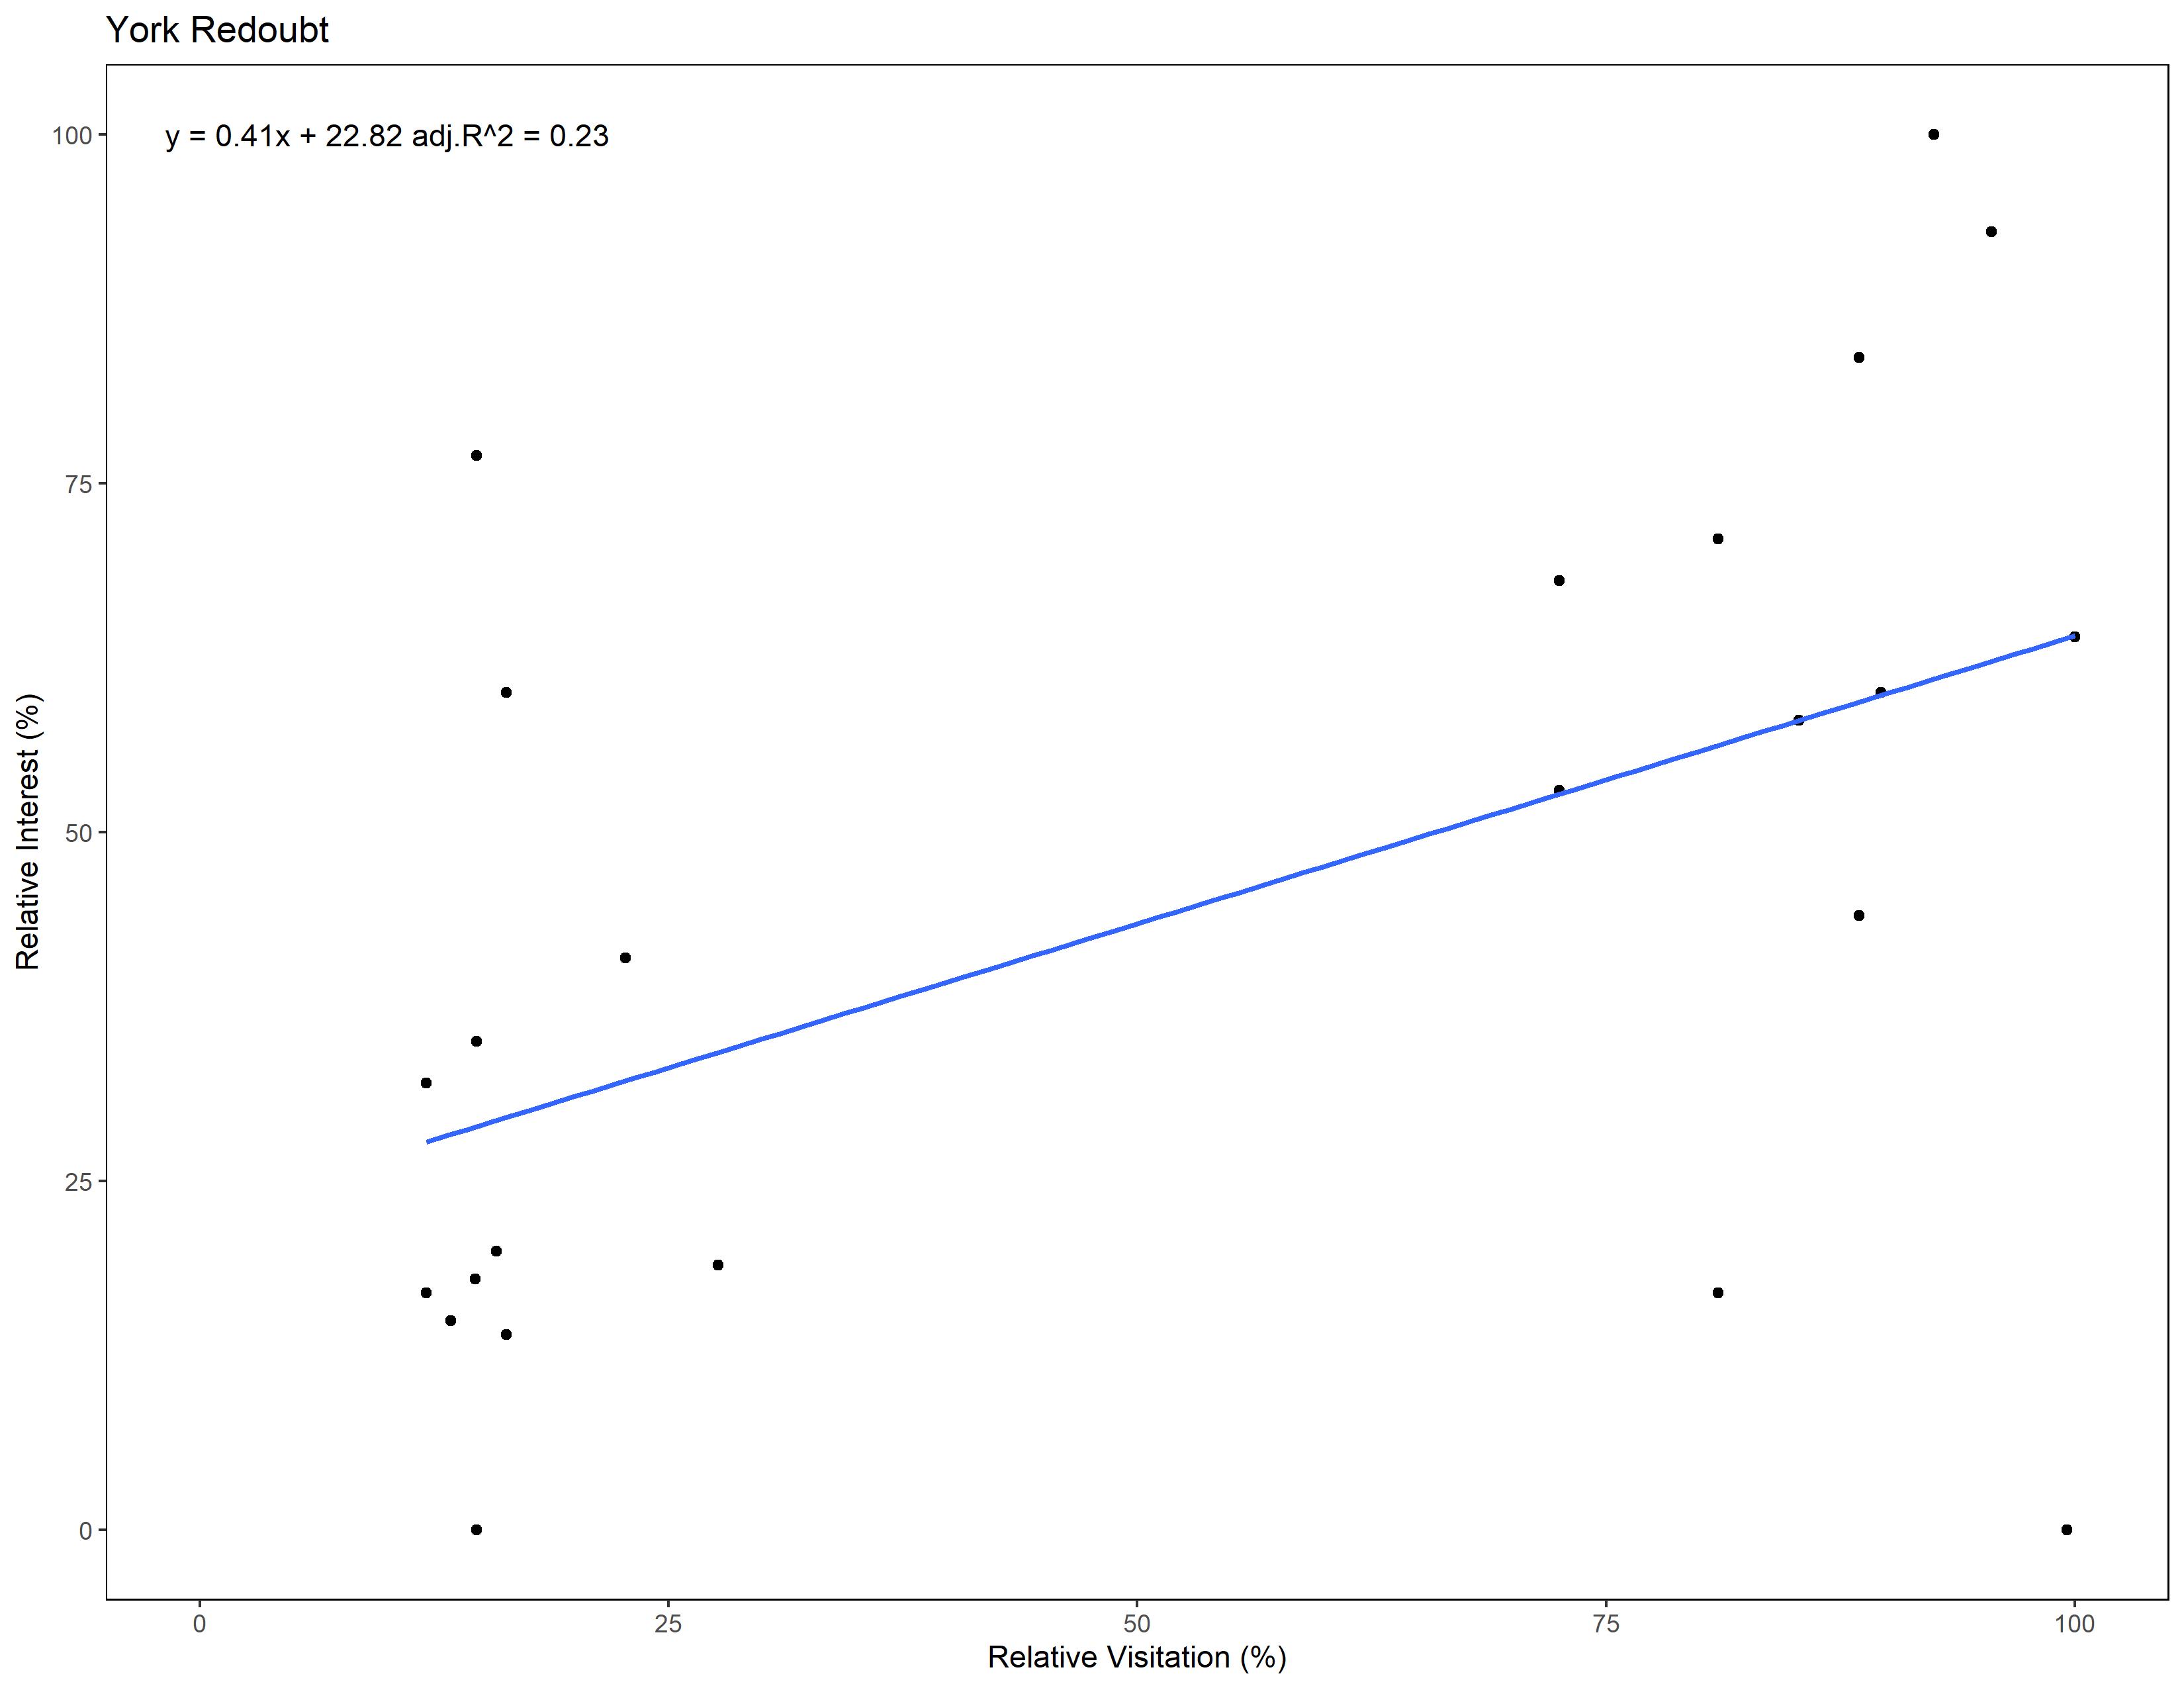 York Redoubt
y = 0.41x + 22.82 adj.R^2 = 0.23
100
75
50
25
0
Relative Interest (%)
0 25 50 75 100
Relative Visitation (%)